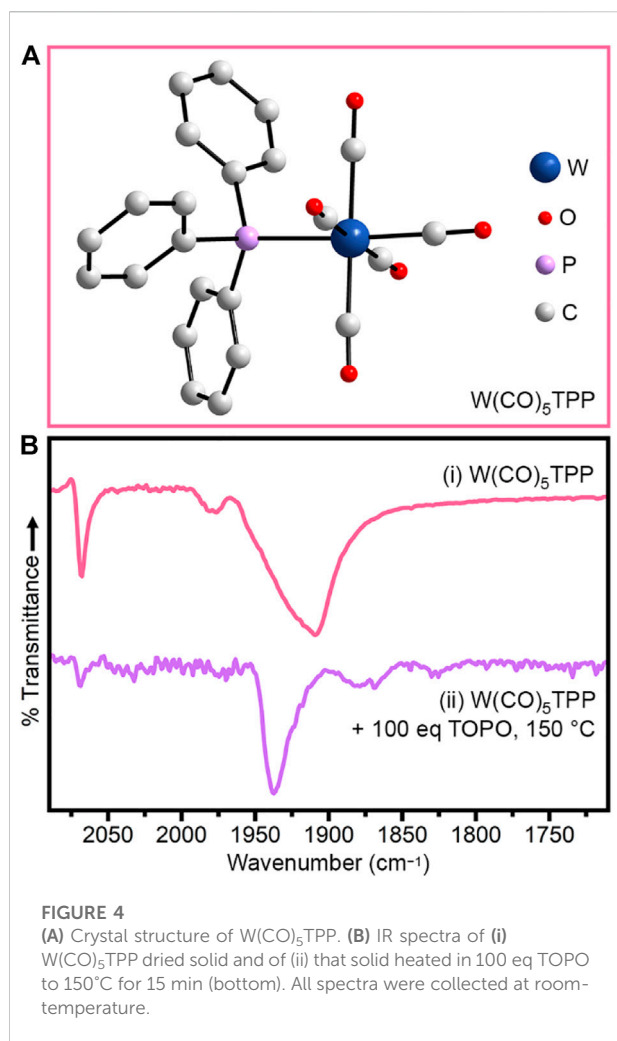 A
W
O
P
C
W(CO)₅TPP
B
(i) W(CO)₅TPP
% Transmittance →
(ii) W(CO)₅TPP
+ 100 eq TOPO, 150 °C
2050 2000 1950 1900 1850 1800 1750
Wavenumber (cm⁻¹)
FIGURE 4
(A) Crystal structure of W(CO)₅TPP. (B) IR spectra of (i)
W(CO)₅TPP dried solid and of (ii) that solid heated in 100 eq TOPO
to 150°C for 15 min (bottom). All spectra were collected at room-
temperature.